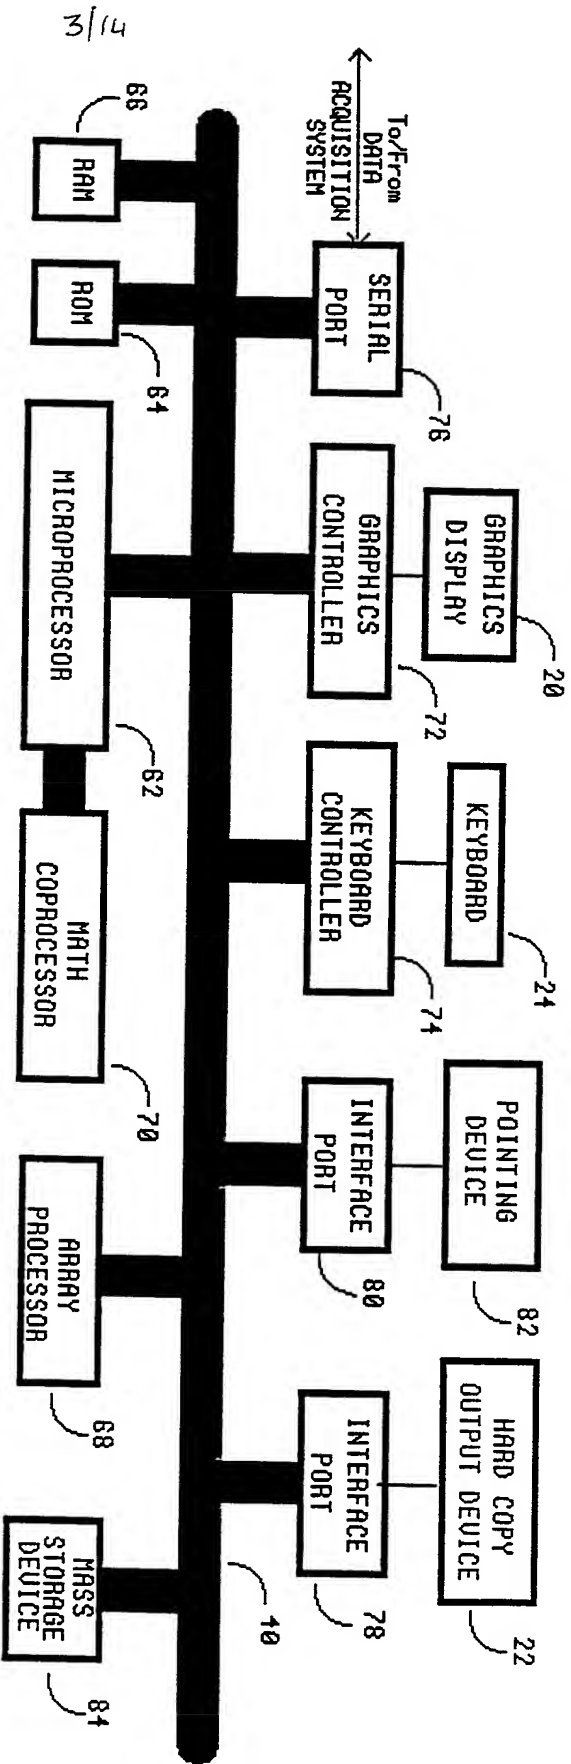 3/14
To/From
DATA
ACQUISITION
SYSTEM
SERIAL
PORT
76
GRAPHICS
DISPLAY
20
GRAPHICS
CONTROLLER
72
KEYBOARD
24
KEYBOARD
CONTROLLER
74
POINTING
DEVICE
82
INTERFACE
PORT
80
HARD COPY
OUTPUT DEVICE
22
INTERFACE
PORT
78
40
66
RAM
ROM
64
MICROPROCESSOR
62
MATH
COPROCESSOR
70
ARRAY
PROCESSOR
68
MASS
STORAGE
DEVICE
84